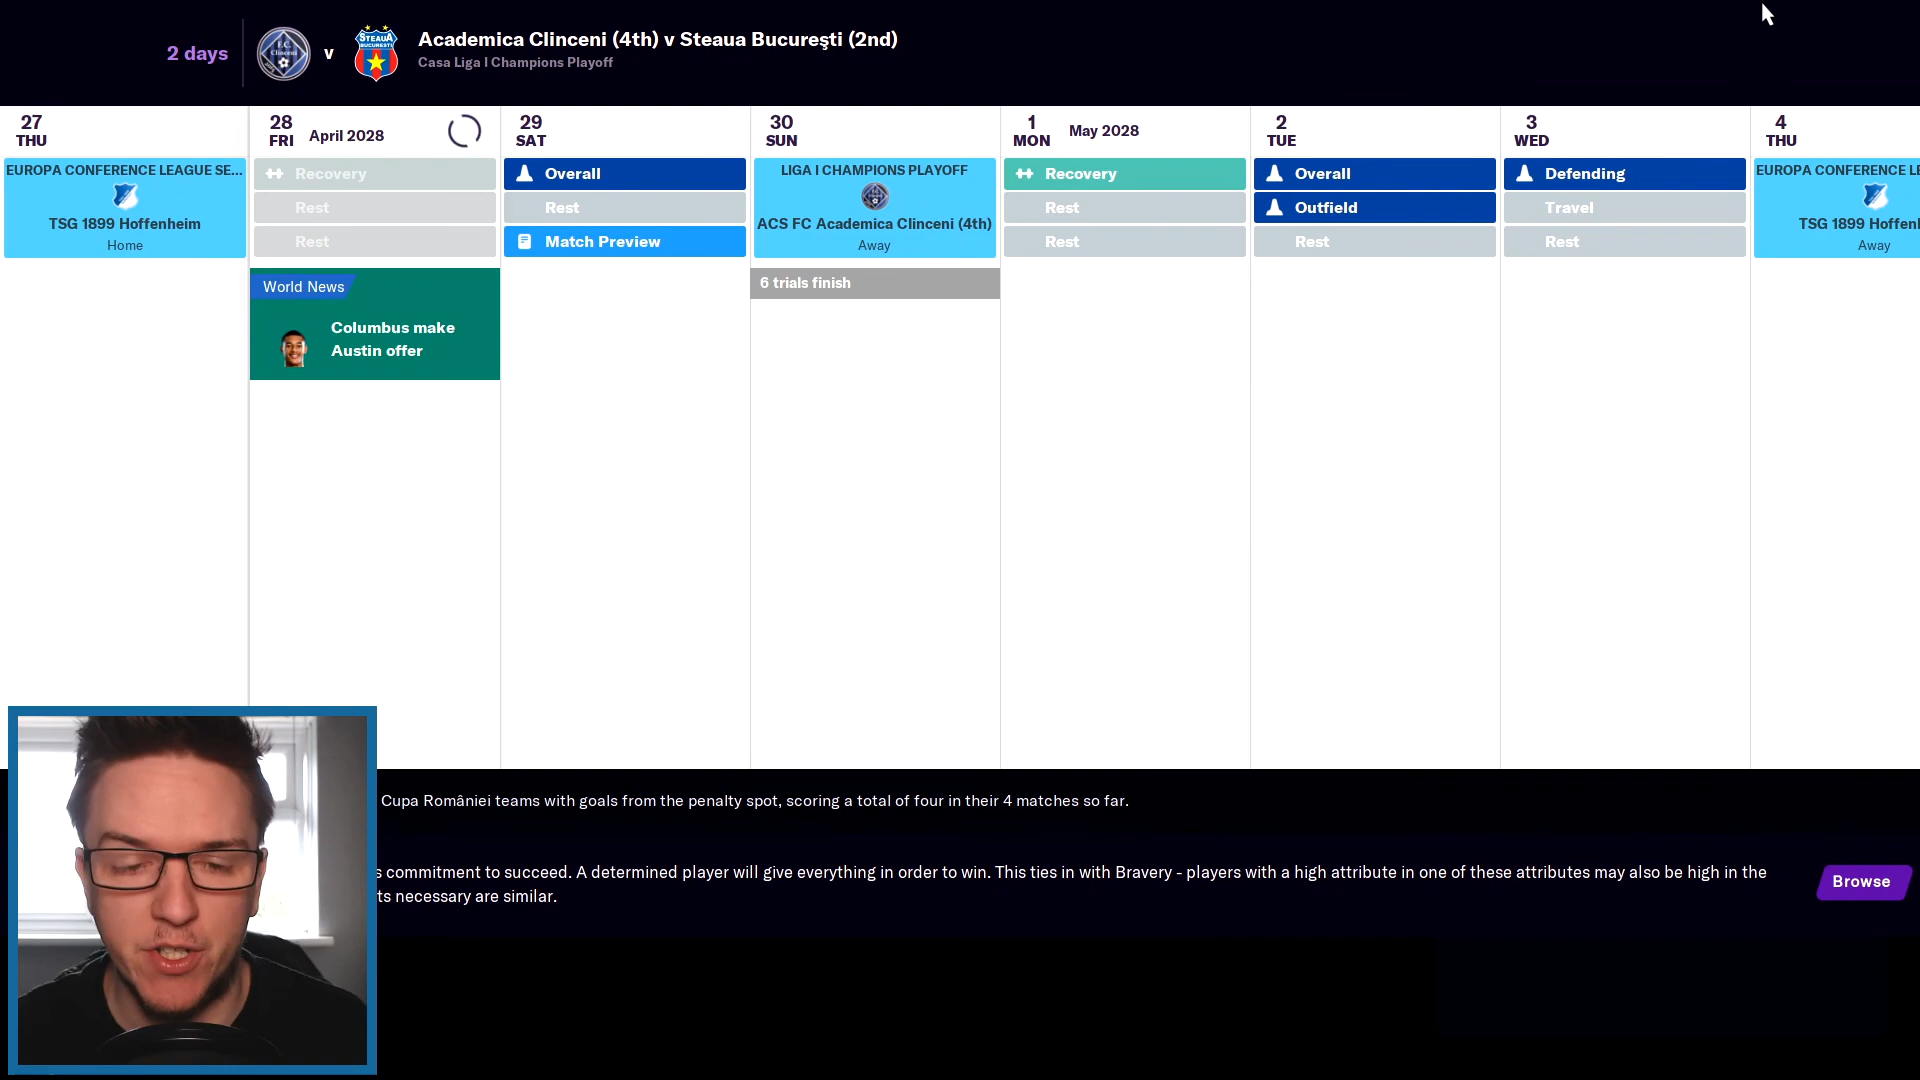 2 days
v
Academica Clinceni (4th) v Steaua Bucureşti (2nd)
Casa Liga I Champions Playoff
27
THU
28
FRI
April 2028
29
SAT
30
SUN
1
MON
May 2028
2
TUE
3
WED
4
THU
EUROPA CONFERENCE LEAGUE SE...
TSG 1899 Hoffenheim
Home
Recovery
Rest
Rest
World News
Columbus make
Austin offer
Overall
Rest
Match Preview
LIGA I CHAMPIONS PLAYOFF
ACS FC Academica Clinceni (4th)
Away
6 trials finish
Recovery
Rest
Rest
Overall
Outfield
Rest
Defending
Travel
Rest
EUROPA CONFERENCE LE
TSG 1899 Hoffenh
Away
Cupa României teams with goals from the penalty spot, scoring a total of four in their 4 matches so far.
s commitment to succeed. A determined player will give everything in order to win. This ties in with Bravery - players with a high attribute in one of these attributes may also be high in the
ts necessary are similar.
Browse